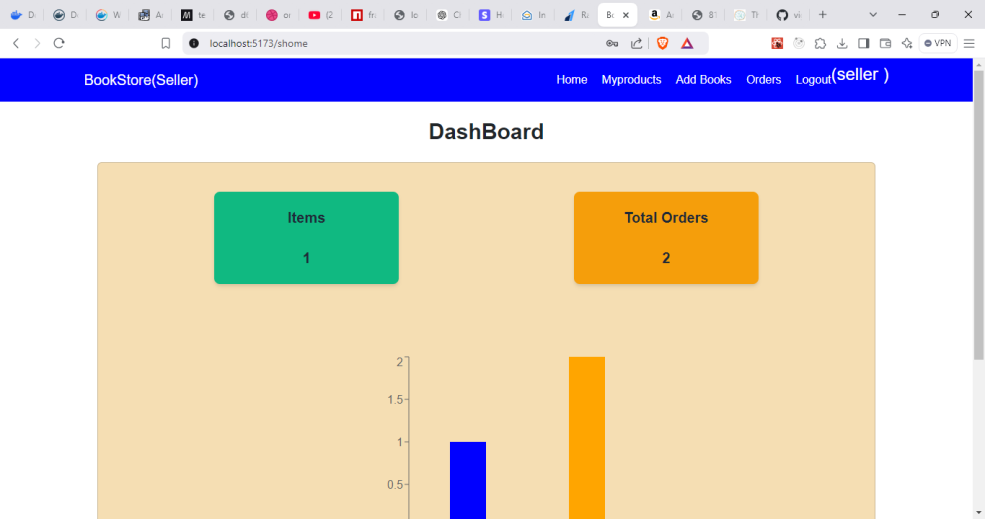 localhost:5173/shome
VPN
BookStore(Seller)
Home Myproducts Add Books Orders Logout(seller )
DashBoard
Items
1
Total Orders
2
2
1.5
1
0.5